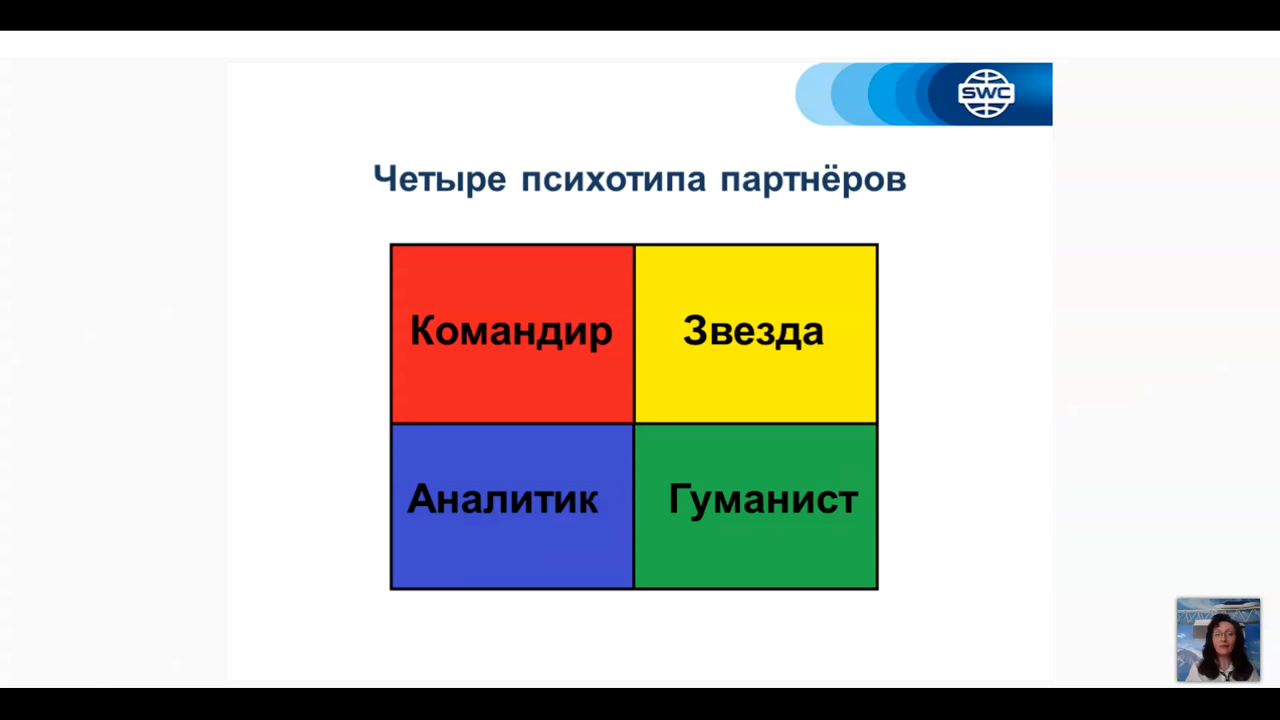 SWC
Четыре психотипа партнёров
Командир
Звезда
Аналитик
Гуманист